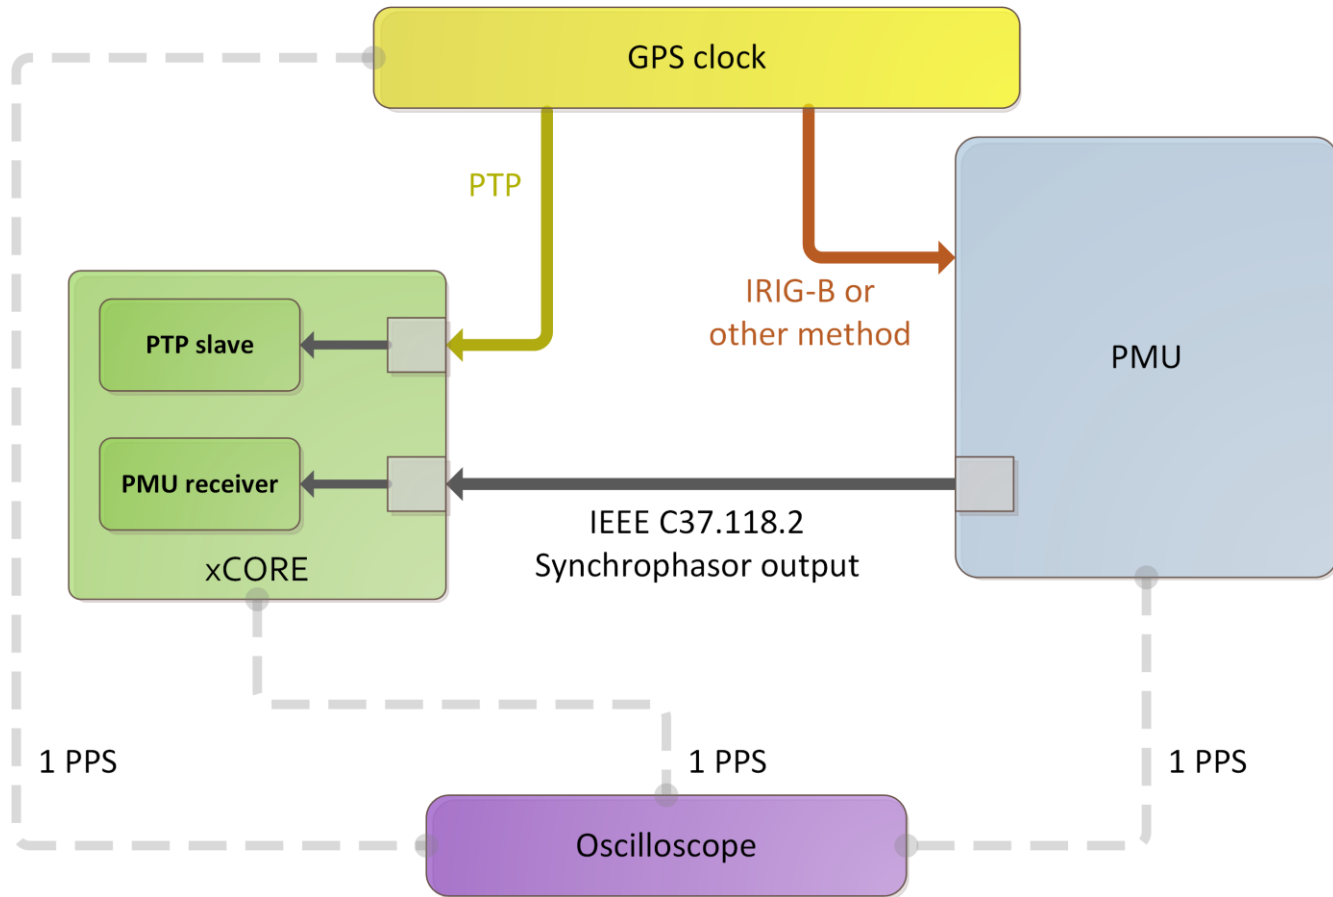 GPS clock
PTP
IRIG-B or
other method
PTP slave
PMU
PMU receiver
xCORE
IEEE C37.118.2
Synchrophasor output
1 PPS
1 PPS
1 PPS
Oscilloscope